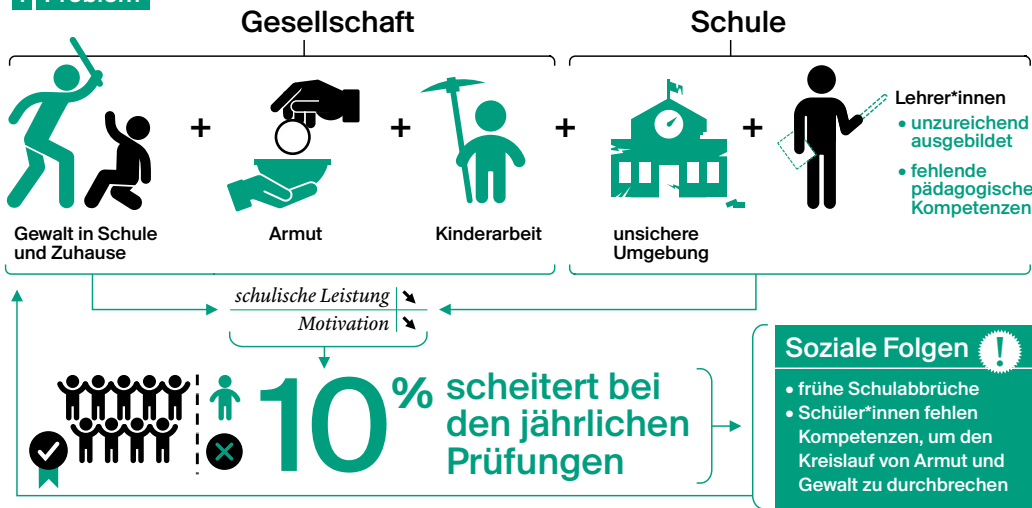 1 Problem
Gesellschaft
Schule
+
+
+
+
Lehrer*innen
• unzureichend
ausgebildet
• fehlende
pädagogische
Kompetenzen
Gewalt in Schule
und Zuhause
Armut
Kinderarbeit
unsichere
Umgebung
schulische Leistung
Motivation
10% scheitert bei
den jährlichen
Prüfungen
Soziale Folgen !
• frühe Schulabbrüche
• Schüler*innen fehlen
Kompetenzen, um den
Kreislauf von Armut und
Gewalt zu durchbrechen